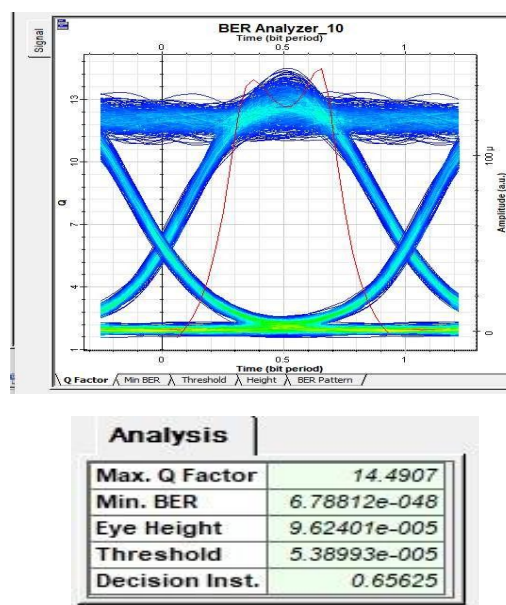 BER Analyzer_10
Time (bit period)
Signal
0 0.5 1
Q
13
10
7
4
1
100 µ
0
Amplitude (a.u.)
0 0.5 1
Time (bit period)
Q Factor Min BER Threshold Height BER Pattern
Analysis
Max. Q Factor 14.4907
Min. BER 6.78812e-048
Eye Height 9.62401e-005
Threshold 5.38993e-005
Decision Inst. 0.65625